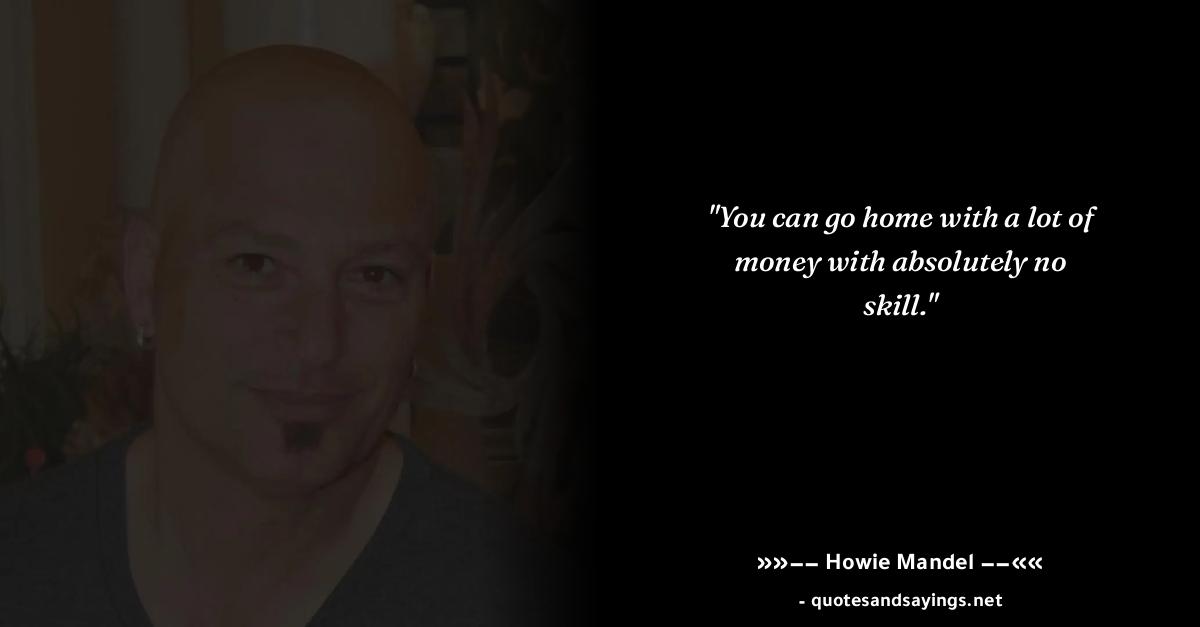 "You can go home with a lot of
money with absolutely no
skill."
»»−− Howie Mandel −−««
- quotesandsayings.net